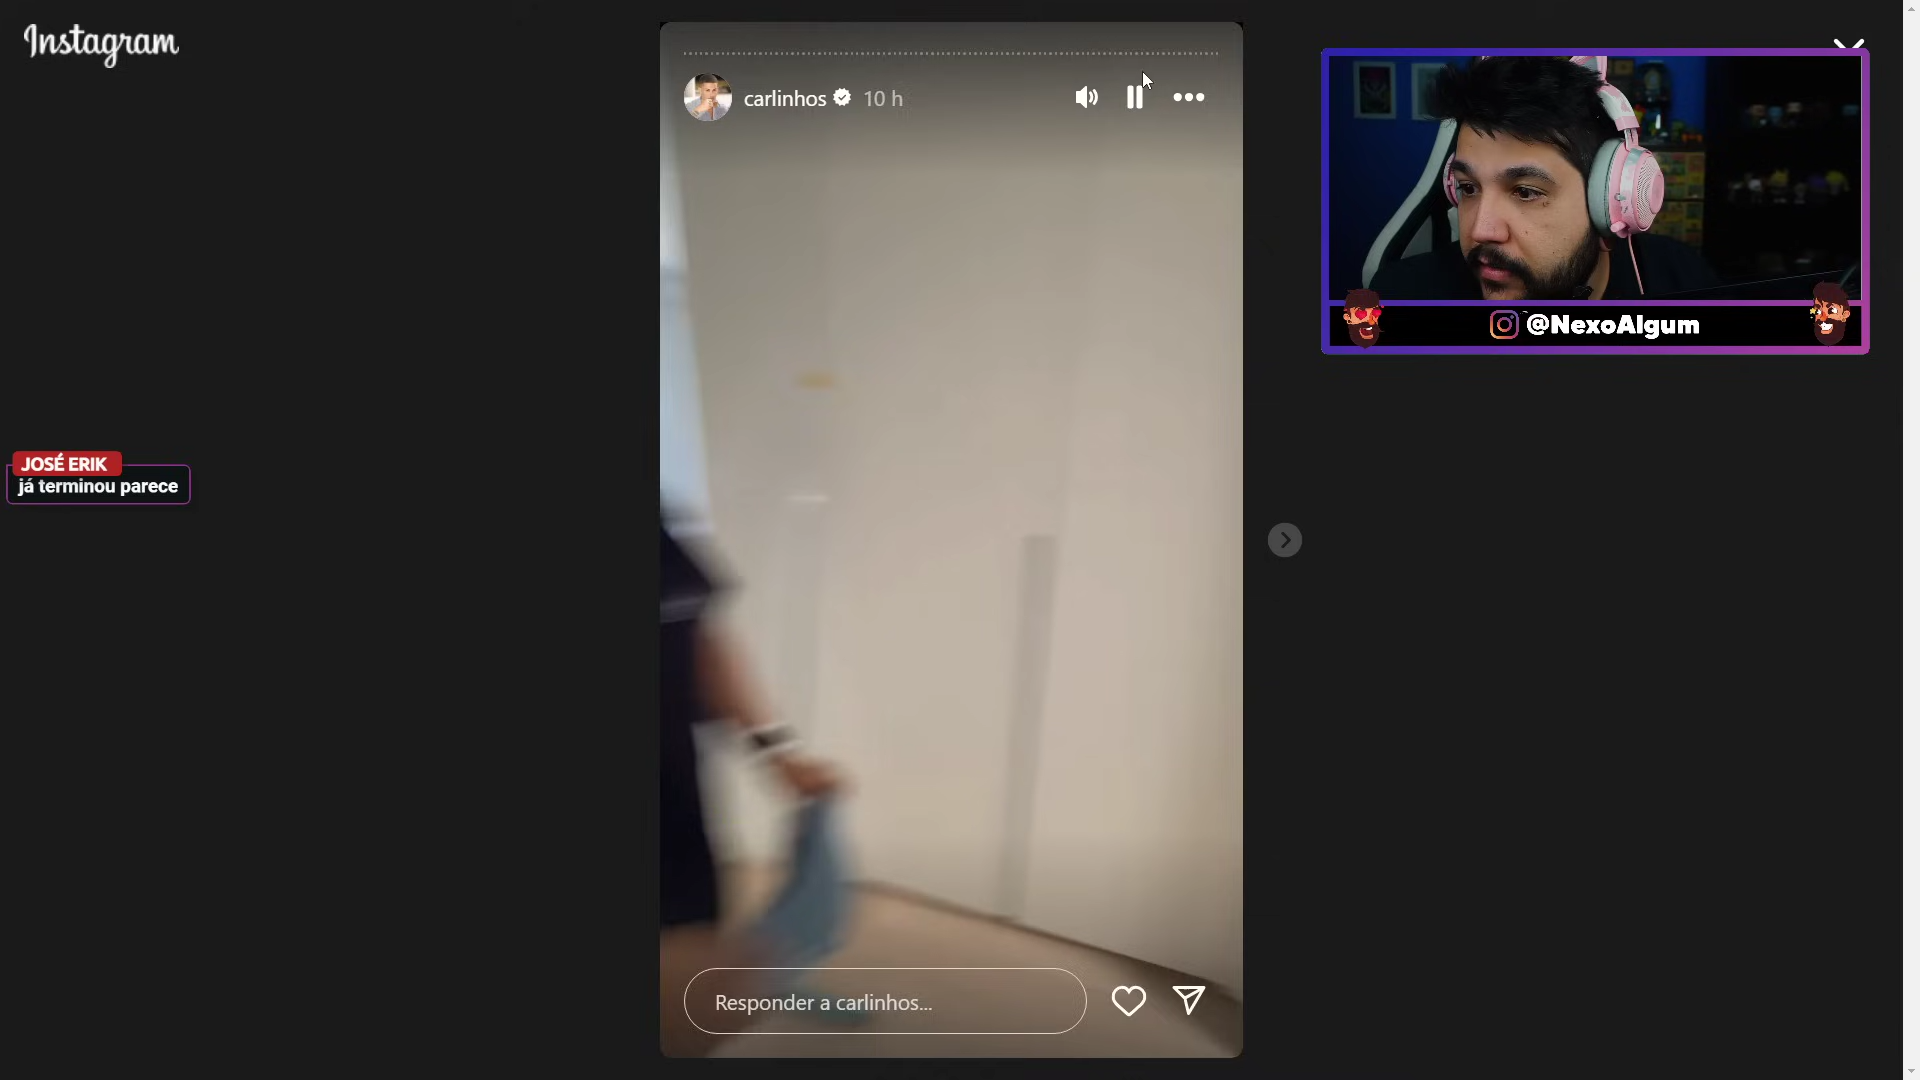 Instagram
carlinhos 10 h
@NexoAlgum
JOSÉ ERIK
já terminou parece
Responder a carlinhos...